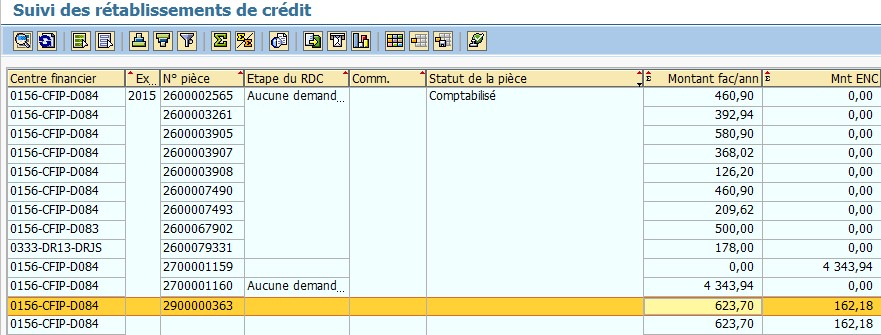 Suivi des rétablissements de crédit
Centre financier Ex... N° pièce Etape du RDC Comm. Statut de la pièce Σ Montant fac/ann Σ Mnt ENC
0156-CFIP-D084 2015 2600002565 Aucune demand... Comptabilisé 460,90 0,00
0156-CFIP-D084 2600003261 392,94 0,00
0156-CFIP-D084 2600003905 580,90 0,00
0156-CFIP-D084 2600003907 368,02 0,00
0156-CFIP-D084 2600003908 126,20 0,00
0156-CFIP-D084 2600007490 460,90 0,00
0156-CFIP-D084 2600007493 209,62 0,00
0156-CFIP-D083 2600067902 500,00 0,00
0333-DR13-DRJS 2600079331 178,00 0,00
0156-CFIP-D084 2700001159 0,00 4 343,94
0156-CFIP-D084 2700001160 Aucune demand... 4 343,94 0,00
0156-CFIP-D084 2900000363 623,70 162,18
0156-CFIP-D084 623,70 162,18